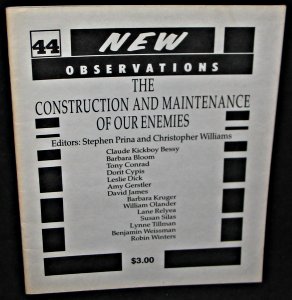 44 NEW
OBSERVATIONS
THE
CONSTRUCTION AND MAINTENANCE
OF OUR ENEMIES
Editors: Stephen Prina and Christopher Williams
Claude Kickboy Bessy
Barbara Bloom
Tony Conrad
Dorit Cypis
Leslie Dick
Amy Gerstler
David James
Barbara Kruger
William Olander
Lane Relyea
Susan Silas
Lynne Tillman
Benjamin Weissman
Robin Winters
$3.00